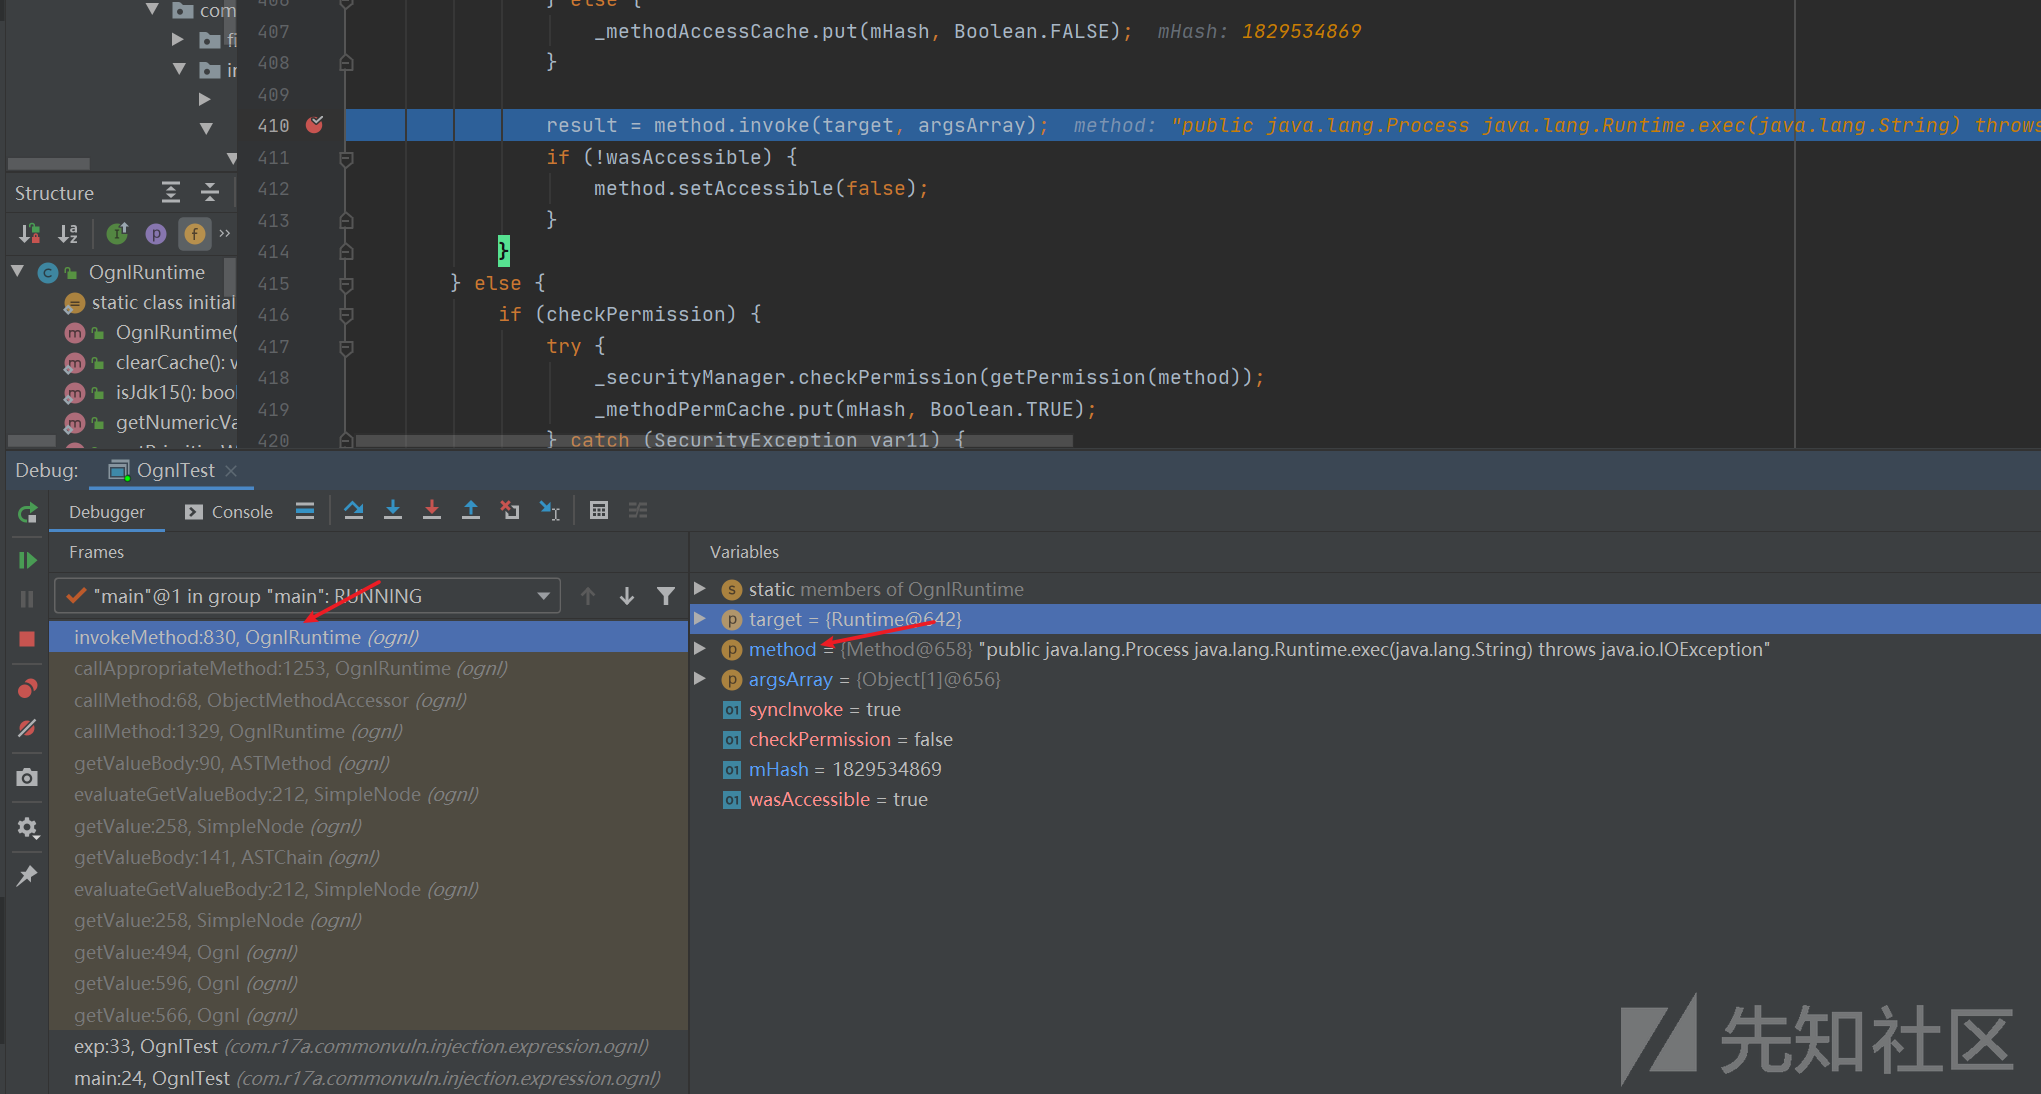 com
406 } else {
407 _methodAccessCache.put(mHash, Boolean.FALSE); mHash: 1829534869
408 }
409
410 result = method.invoke(target, argsArray); method: "public java.lang.Process java.lang.Runtime.exec(java.lang.String) throws
411 if (!wasAccessible) {
412 method.setAccessible(false);
413 }
414 }
415 } else {
416 if (checkPermission) {
417 try {
418 _securityManager.checkPermission(getPermission(method));
419 _methodPermCache.put(mHash, Boolean.TRUE);
420 } catch (SecurityException var11) {
Structure
OgnlRuntime
static class initial
OgnlRuntime(
clearCache(): v
isJdk15(): bool
getNumericVa
Debug: OgnlTest
Debugger Console
Frames
"main"@1 in group "main": RUNNING
invokeMethod:830, OgnlRuntime (ognl)
callAppropriateMethod:1253, OgnlRuntime (ognl)
callMethod:68, ObjectMethodAccessor (ognl)
callMethod:1329, OgnlRuntime (ognl)
getValueBody:90, ASTMethod (ognl)
evaluateGetValueBody:212, SimpleNode (ognl)
getValue:258, SimpleNode (ognl)
getValueBody:141, ASTChain (ognl)
evaluateGetValueBody:212, SimpleNode (ognl)
getValue:258, SimpleNode (ognl)
getValue:494, Ognl (ognl)
getValue:596, Ognl (ognl)
getValue:566, Ognl (ognl)
exp:33, OgnlTest (com.r17a.commonvuln.injection.expression.ognl)
main:24, OgnlTest (com.r17a.commonvuln.injection.expression.ognl)
Variables
static members of OgnlRuntime
target = {Runtime@642}
method = {Method@658} "public java.lang.Process java.lang.Runtime.exec(java.lang.String) throws java.io.IOException"
argsArray = {Object[1]@656}
syncInvoke = true
checkPermission = false
mHash = 1829534869
wasAccessible = true
先知社区